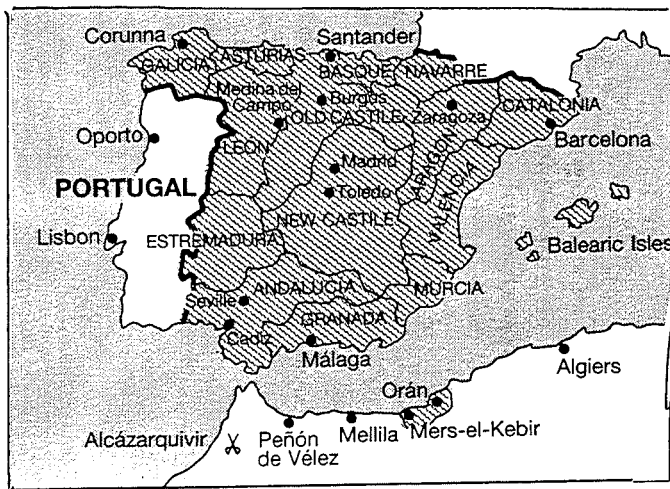 Corunna
Santander
ASTURIAS
GALICIA
BASQUE
NAVARRE
Medina del
Campo
Burgos
OLD CASTILE
Zaragoza
CATALONIA
Oporto
LEÓN
Barcelona
ARAGON
Madrid
PORTUGAL
Toledo
VALENCIA
Lisbon
ESTREMADURA
NEW CASTILE
Balearic Isles
Seville
ANDALUCIA
MURCIA
GRANADA
Cadiz
Málaga
Algiers
Orán
Alcázarquivir
Peñón
de Vélez
Mellila
Mers-el-Kebir